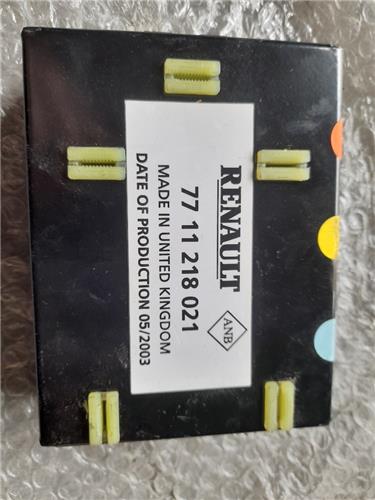 RENAULT
ANB
77 11 218 021
MADE IN UNITED KINGDOM
DATE OF PRODUCTION 05/2003